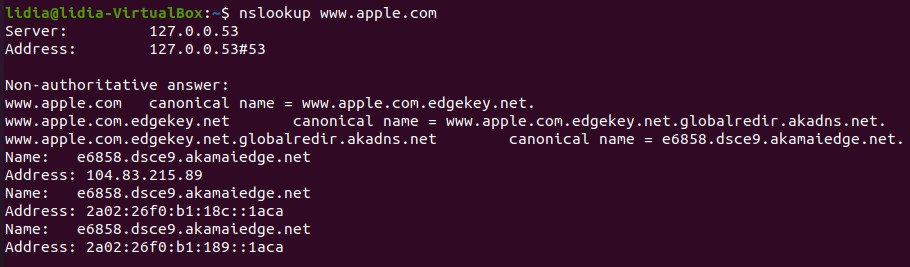 lidia@lidia-VirtualBox:~$ nslookup www.apple.com
Server:         127.0.0.53
Address:        127.0.0.53#53

Non-authoritative answer:
www.apple.com   canonical name = www.apple.com.edgekey.net.
www.apple.com.edgekey.net       canonical name = www.apple.com.edgekey.net.globalredir.akadns.net.
www.apple.com.edgekey.net.globalredir.akadns.net        canonical name = e6858.dsce9.akamaiedge.net.
Name:   e6858.dsce9.akamaiedge.net
Address: 104.83.215.89
Name:   e6858.dsce9.akamaiedge.net
Address: 2a02:26f0:b1:18c::1aca
Name:   e6858.dsce9.akamaiedge.net
Address: 2a02:26f0:b1:189::1aca